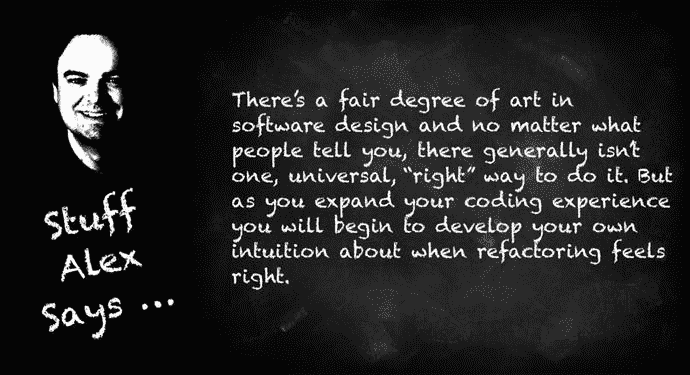 Stuff
Alex
Says ...
There's a fair degree of art in
software design and no matter what
people tell you, there generally isn't
one, universal, “right” way to do it. But
as you expand your coding experience
you will begin to develop your own
intuition about when refactoring feels
right.